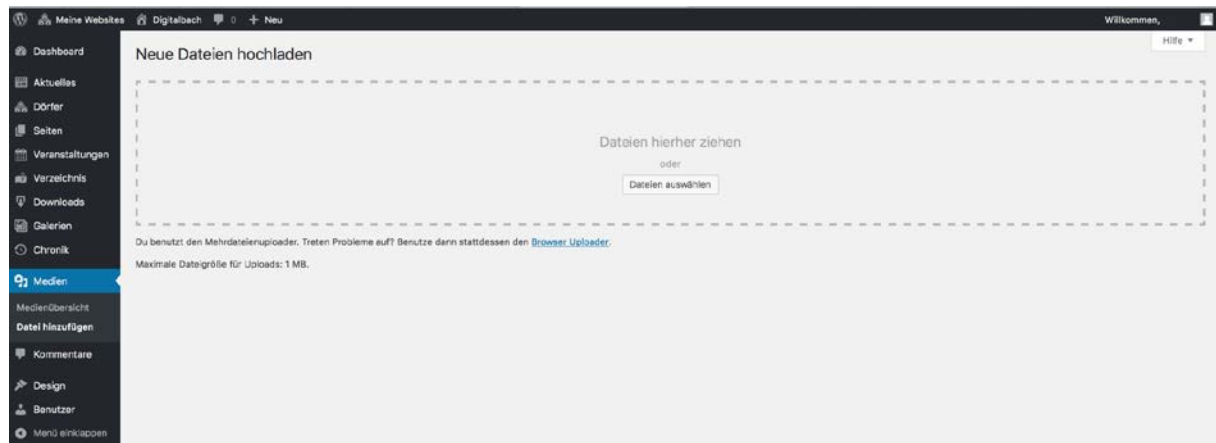 Meine Websites Digitalbach 0 + Neu Willkommen,
Hilfe
Dashboard
Aktuelles
Dörfer
Seiten
Veranstaltungen
Verzeichnis
Downloads
Galerien
Chronik
Medien
Medienübersicht
Datei hinzufügen
Kommentare
Design
Benutzer
Menü einklappen
Neue Dateien hochladen
Dateien hierher ziehen
oder
Dateien auswählen
Du benutzt den Mehrdateienuploader. Treten Probleme auf? Benutze dann stattdessen den Browser Uploader.
Maximale Dateigröße für Uploads: 1 MB.